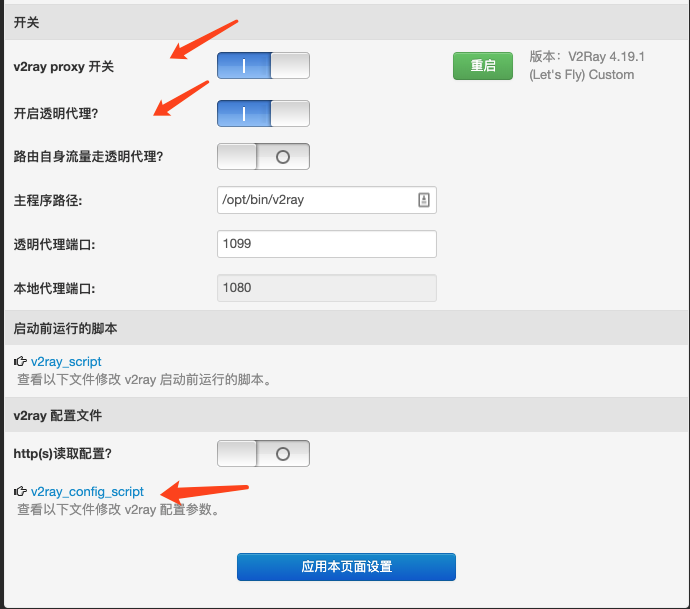 开关
v2ray proxy 开关
重启
版本：V2Ray 4.19.1
(Let's Fly) Custom
开启透明代理?
路由自身流量走透明代理?
主程序路径:
/opt/bin/v2ray
透明代理端口:
1099
本地代理端口:
1080
启动前运行的脚本
v2ray_script
查看以下文件修改 v2ray 启动前运行的脚本。
v2ray 配置文件
http(s)读取配置?
v2ray_config_script
查看以下文件修改 v2ray 配置参数。
应用本页面设置